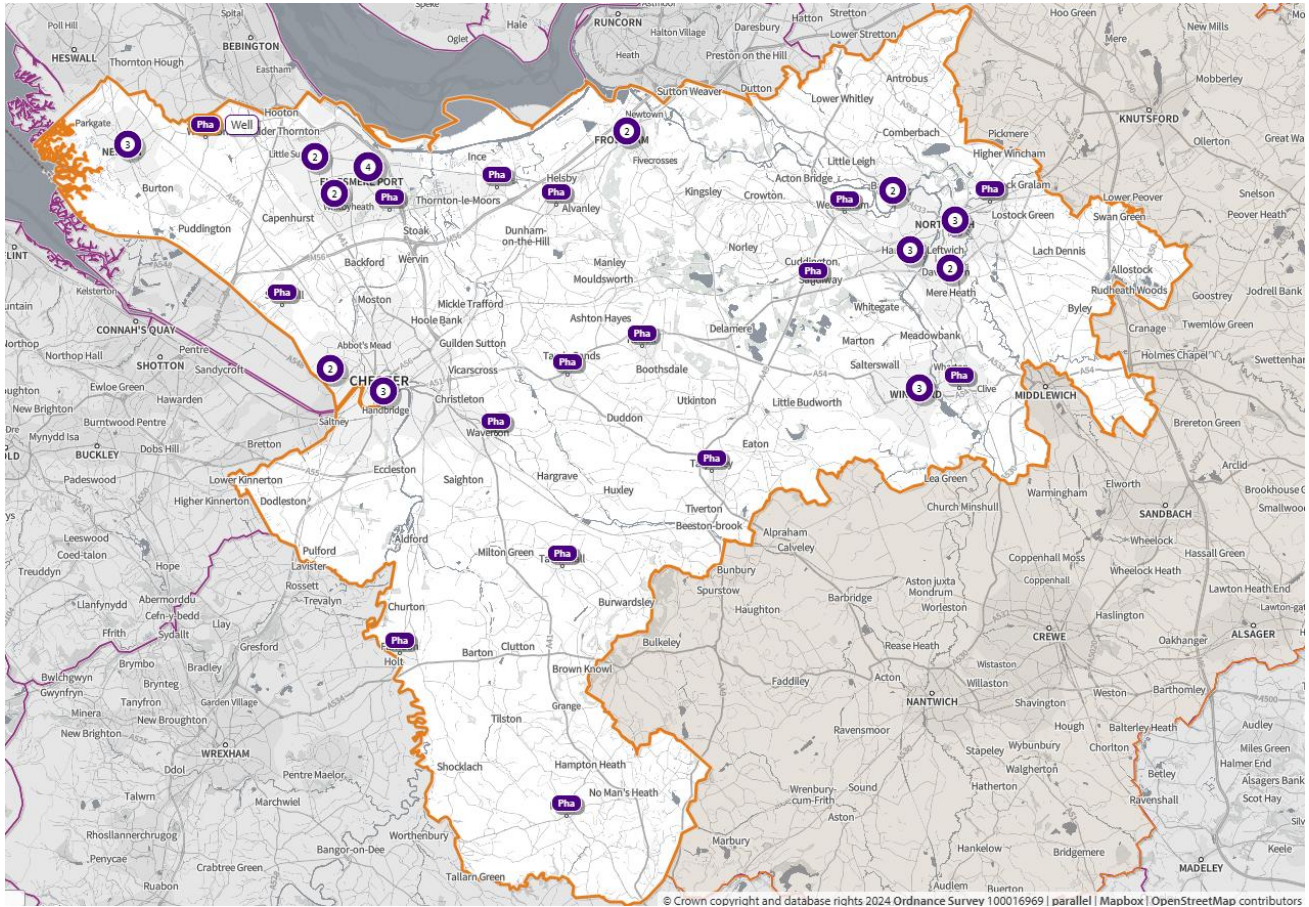 Poll Hill
Spital
Speke
Astmoor
Hale
RUNCORN
Hatton
Stretton
Daresbury
Hoo Green
New Mills
BEBINGTON
Oglet
Halton Village
Lower Stretton
Mere
HESWALL
Thornton Hough
Heath
Preston on the Hill
Mobberley
Eastham
Sutton Weaver
Dutton
Antrobus
Lower Whitley
KNUTSFORD
Parkgate
Hooton
Newtown
Comberbach
Pickmere
Ollerton
Pha
Well
2
3
Higher Wincham
Little Leigh
2
4
Ince
Fivecrosses
Acton Bridge
Snelson
Burton
Pha
Helsby
Kingsley
Crowton
2
Pha
Lower Peover
2
Pha
Thornton-le-Moors
Pha
Alvanley
Pha
Lostock Green
Swan Green
Peover Heath
Capenhurst
3
Puddington
Stoak
Dunham-on-the-Hill
Norley
3
Leftwich
Lach Dennis
FLINT
Backford
Wervin
Manley
Cuddington
2
Allostock
Kelsterton
Mouldsworth
Pha
Mere Heath
Rudheath Woods
Pha
Moston
Mickle Trafford
Whitegate
Byley
Goostrey
Jodrell Bank
CONNAH'S QUAY
Hoole Bank
Ashton Hayes
Delamere
Meadowbank
Cranage
Twemlow Green
Northop Hall
Pentre
Abbot's Mead
Guilden Sutton
Pha
Marton
Holmes Chapel
SHOTTON
Sandycroft
Pha
Boothsdale
Salterswall
Ewloe Green
2
Vicarscross
Pha
New Brighton
Hawarden
3
Christleton
Utkinton
Little Budworth
3
Clive
MIDDLEWICH
Handbridge
Duddon
Burntwood Pentre
Saltney
Brereton Green
Mynydd Isa
Dobs Hill
Pha
Bretton
Eaton
BUCKLEY
Eccleston
Pha
Arclid
Padeswood
Lower Kinnerton
Saighton
Hargrave
Lea Green
Elworth
Warmingham
Higher Kinnerton
Dodleston
Huxley
Church Minshull
SANDBACH
Tiverton
Beeston-brook
Alpraham
Calveley
Wheelock
Leeswood
Coed-talon
Hope
Pulford
Aldford
Milton Green
Pha
Coppenhall Moss
Hassall Green
Treuddyn
Lavister
Rossett
Bunbury
Coppenhall
Wheelock Heath
Abermorddu
Trevalyn
Spurstow
Aston juxta Mondrum
Lawton Heath End
Llanfynydd
Cefn-y-bedd
Churton
Burwardsley
Haughton
Barbridge
Worleston
Haslington
Ffrith
Sydallt
Llay
Pha
Bulkeley
CREWE
ALSAGER
Gresford
Clutton
Rease Heath
Oakhanger
Brymbo
Bradley
Holt
Barton
Wistaston
Bwlchgwyn
Gwynfryn
Brynteg
Faddiley
Acton
Willaston
Weston
Barthomley
Tanyfron
Garden Village
Grange
NANTWICH
Shavington
Minera
New Broughton
Tilston
Hough
Balterley Heath
Audley
New Brighton
WREXHAM
Ravensmoor
Wybunbury
Chorlton
Miles Green
Ddol
Shocklach
Hampton Heath
Stapeley
Walgherton
Betley
Halmer End
Pentre Maelor
No Man's Heath
Wrenbury cum-Frith
Sound
Hatherton
Alsagers Bank
Talwrn
Marchwiel
Pha
Ravenshall
Scot Hay
Rhosllannerchrugog
Worthenbury
Aston
Penycae
Bangor-on-Dee
Marbury
Hankelow
Bridgemere
Keele
Crabtree Green
Tallarn Green
MADELEY
Ruabon
Audlem
Buerton
© Crown copyright and database rights 2024 Ordnance Survey 100016969 | parallel | Mapbox | OpenStreetMap contributors